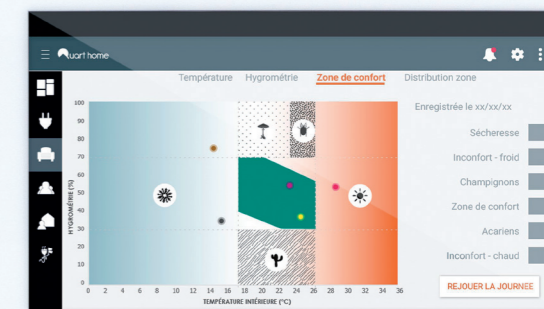 uart home
Température Hygrométrie Zone de confort Distribution zone
Enregistrée le xx/xx/xx
Sécheresse
Inconfort - froid
Champignons
Zone de confort
Acariens
Inconfort - chaud
REJOUER LA JOURNEE
HYGROMÉTRIE (%)
100
90
80
70
60
50
40
30
20
10
0
0 2 4 6 8 10 12 14 16 18 20 22 24 26 28 30 32 34 36
TEMPÉRATURE INTÉRIEURE (°C)